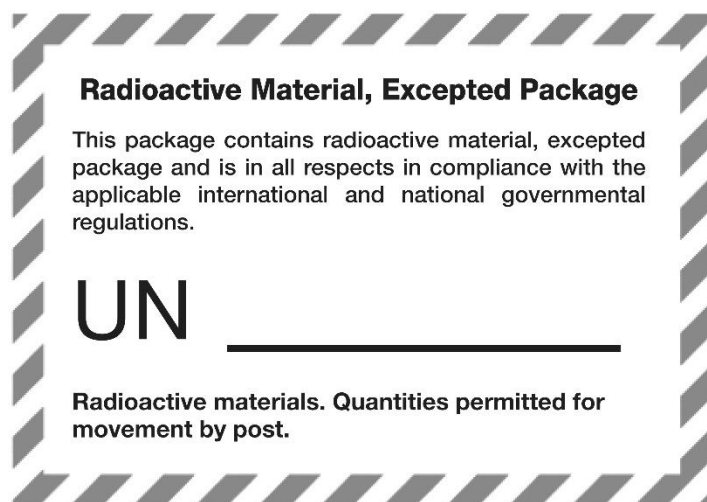 Radioactive Material, Excepted Package
This package contains radioactive material, excepted
package and is in all respects in compliance with the
applicable international and national governmental
regulations.
UN
Radioactive materials. Quantities permitted for
movement by post.